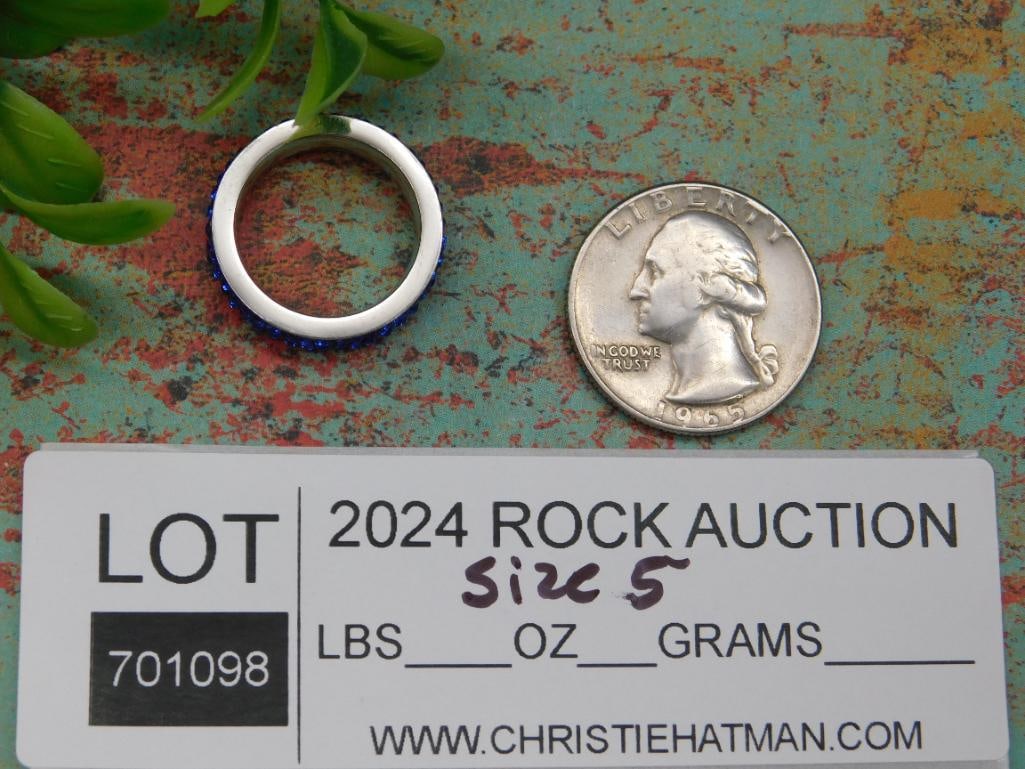 LIBERTY
IN GOD WE
TRUST
1965
LOT
701098
2024 ROCK AUCTION
Size 5
LBS____OZ___GRAMS______
WWW.CHRISTIEHATMAN.COM